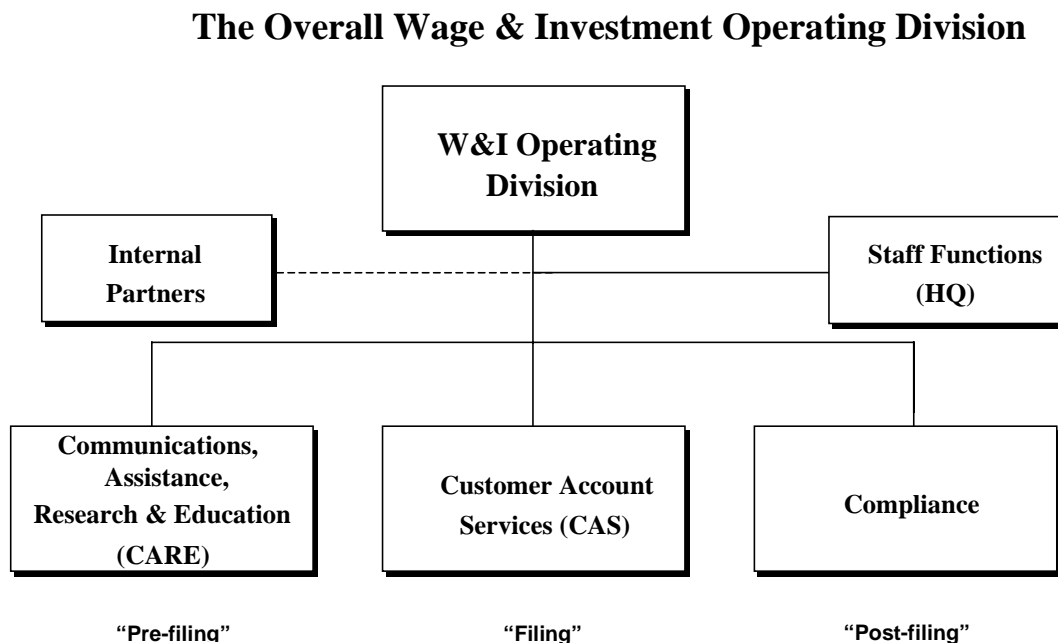 The Overall Wage & Investment Operating Division
W&I Operating
Division
Internal
Partners
Staff Functions
(HQ)
Communications,
Assistance,
Research & Education
(CARE)
Customer Account
Services (CAS)
Compliance
“Pre-filing”
“Filing”
“Post-filing”